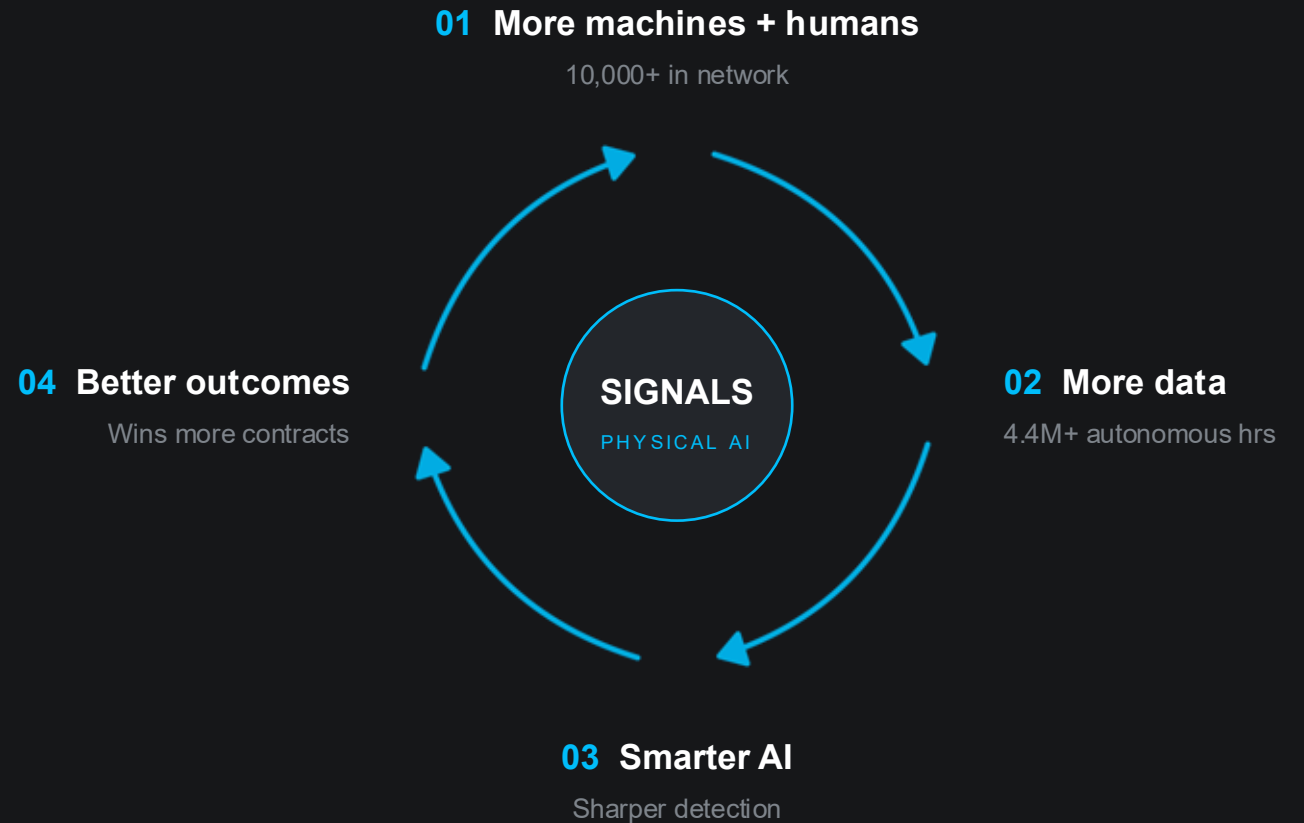 01 More machines + humans
10,000+ in network
04 Better outcomes
Wins more contracts
SIGNALS
PHYSICAL AI
02 More data
4.4M+ autonomous hrs
03 Smarter AI
Sharper detection